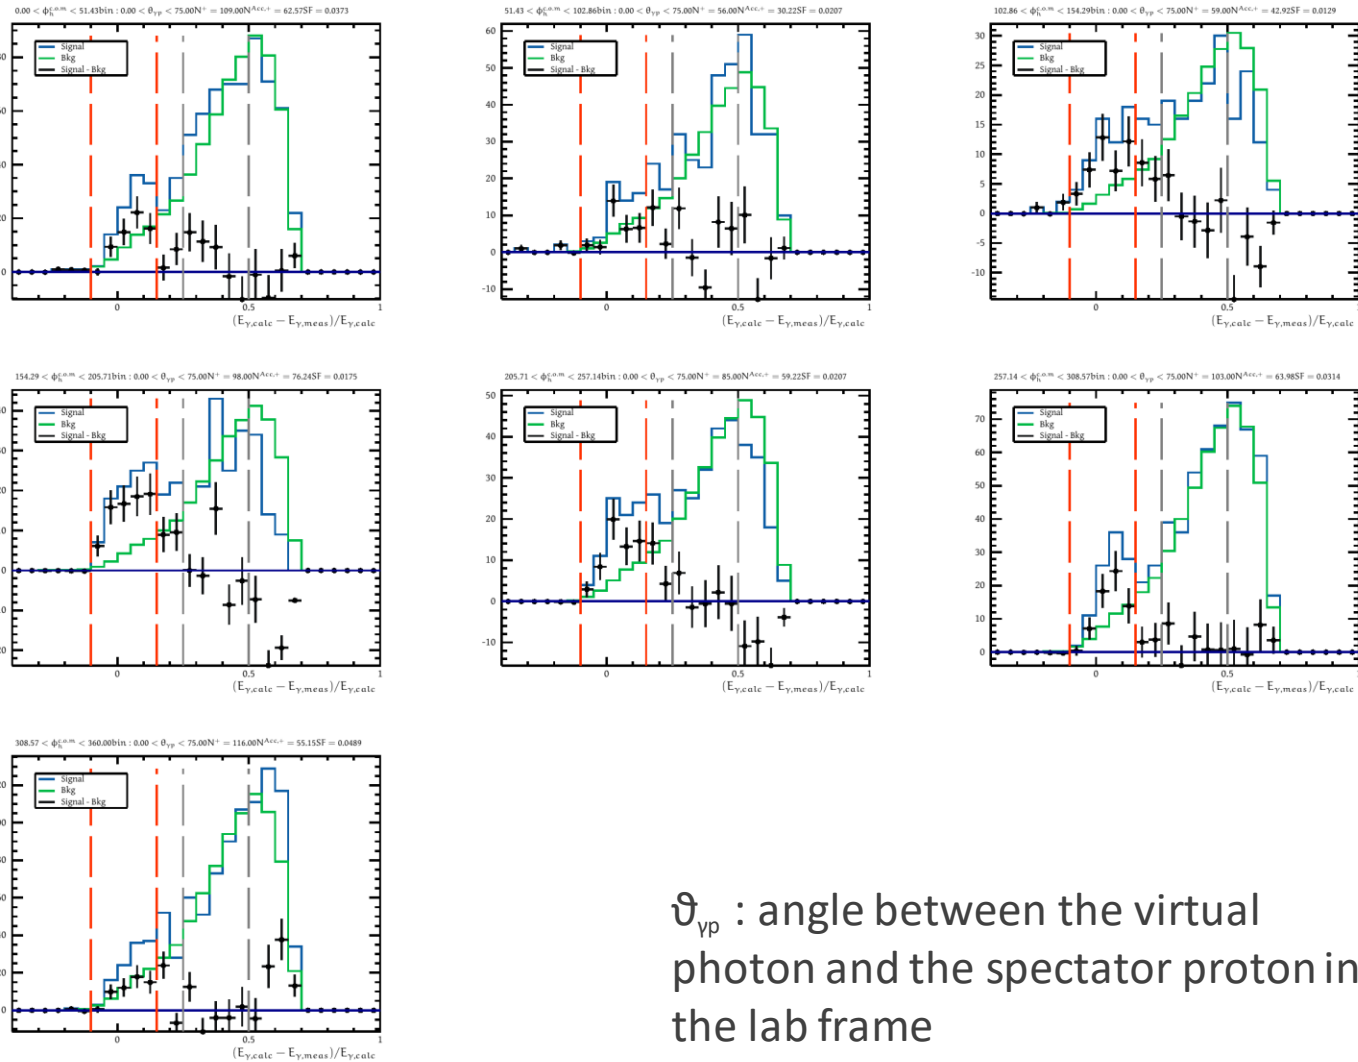 0.00 < ϕ_h^{c.o.m} < 51.43bin : 0.00 < θ_γp < 75.00N⁺ = 109.00N^{Acc,+} = 62.57SF = 0.0373
Signal
Bkg
Signal - Bkg
0 0.5 1
(E_γ,calc − E_γ,meas)/E_γ,calc
51.43 < ϕ_h^{c.o.m} < 102.86bin : 0.00 < θ_γp < 75.00N⁺ = 56.00N^{Acc,+} = 30.22SF = 0.0207
60
50
40
30
20
10
0
-10
Signal
Bkg
Signal - Bkg
0 0.5 1
(E_γ,calc − E_γ,meas)/E_γ,calc
102.86 < ϕ_h^{c.o.m} < 154.29bin : 0.00 < θ_γp < 75.00N⁺ = 59.00N^{Acc,+} = 42.92SF = 0.0129
30
25
20
15
10
5
0
-5
-10
Signal
Bkg
Signal - Bkg
0 0.5
(E_γ,calc − E_γ,meas)/E_γ,calc
154.29 < ϕ_h^{c.o.m} < 205.71bin : 0.00 < θ_γp < 75.00N⁺ = 98.00N^{Acc,+} = 76.24SF = 0.0175
Signal
Bkg
Signal - Bkg
0 0.5 1
(E_γ,calc − E_γ,meas)/E_γ,calc
205.71 < ϕ_h^{c.o.m} < 257.14bin : 0.00 < θ_γp < 75.00N⁺ = 85.00N^{Acc,+} = 59.22SF = 0.0207
50
40
30
20
10
0
-10
Signal
Bkg
Signal - Bkg
0 0.5 1
(E_γ,calc − E_γ,meas)/E_γ,calc
257.14 < ϕ_h^{c.o.m} < 308.57bin : 0.00 < θ_γp < 75.00N⁺ = 103.00N^{Acc,+} = 63.98SF = 0.0314
70
60
50
40
30
20
10
0
Signal
Bkg
Signal - Bkg
0 0.5
(E_γ,calc − E_γ,meas)/E_γ,calc
308.57 < ϕ_h^{c.o.m} < 360.00bin : 0.00 < θ_γp < 75.00N⁺ = 116.00N^{Acc,+} = 55.15SF = 0.0489
Signal
Bkg
Signal - Bkg
0 0.5 1
(E_γ,calc − E_γ,meas)/E_γ,calc
ϑ_γp : angle between the virtual
photon and the spectator proton in
the lab frame